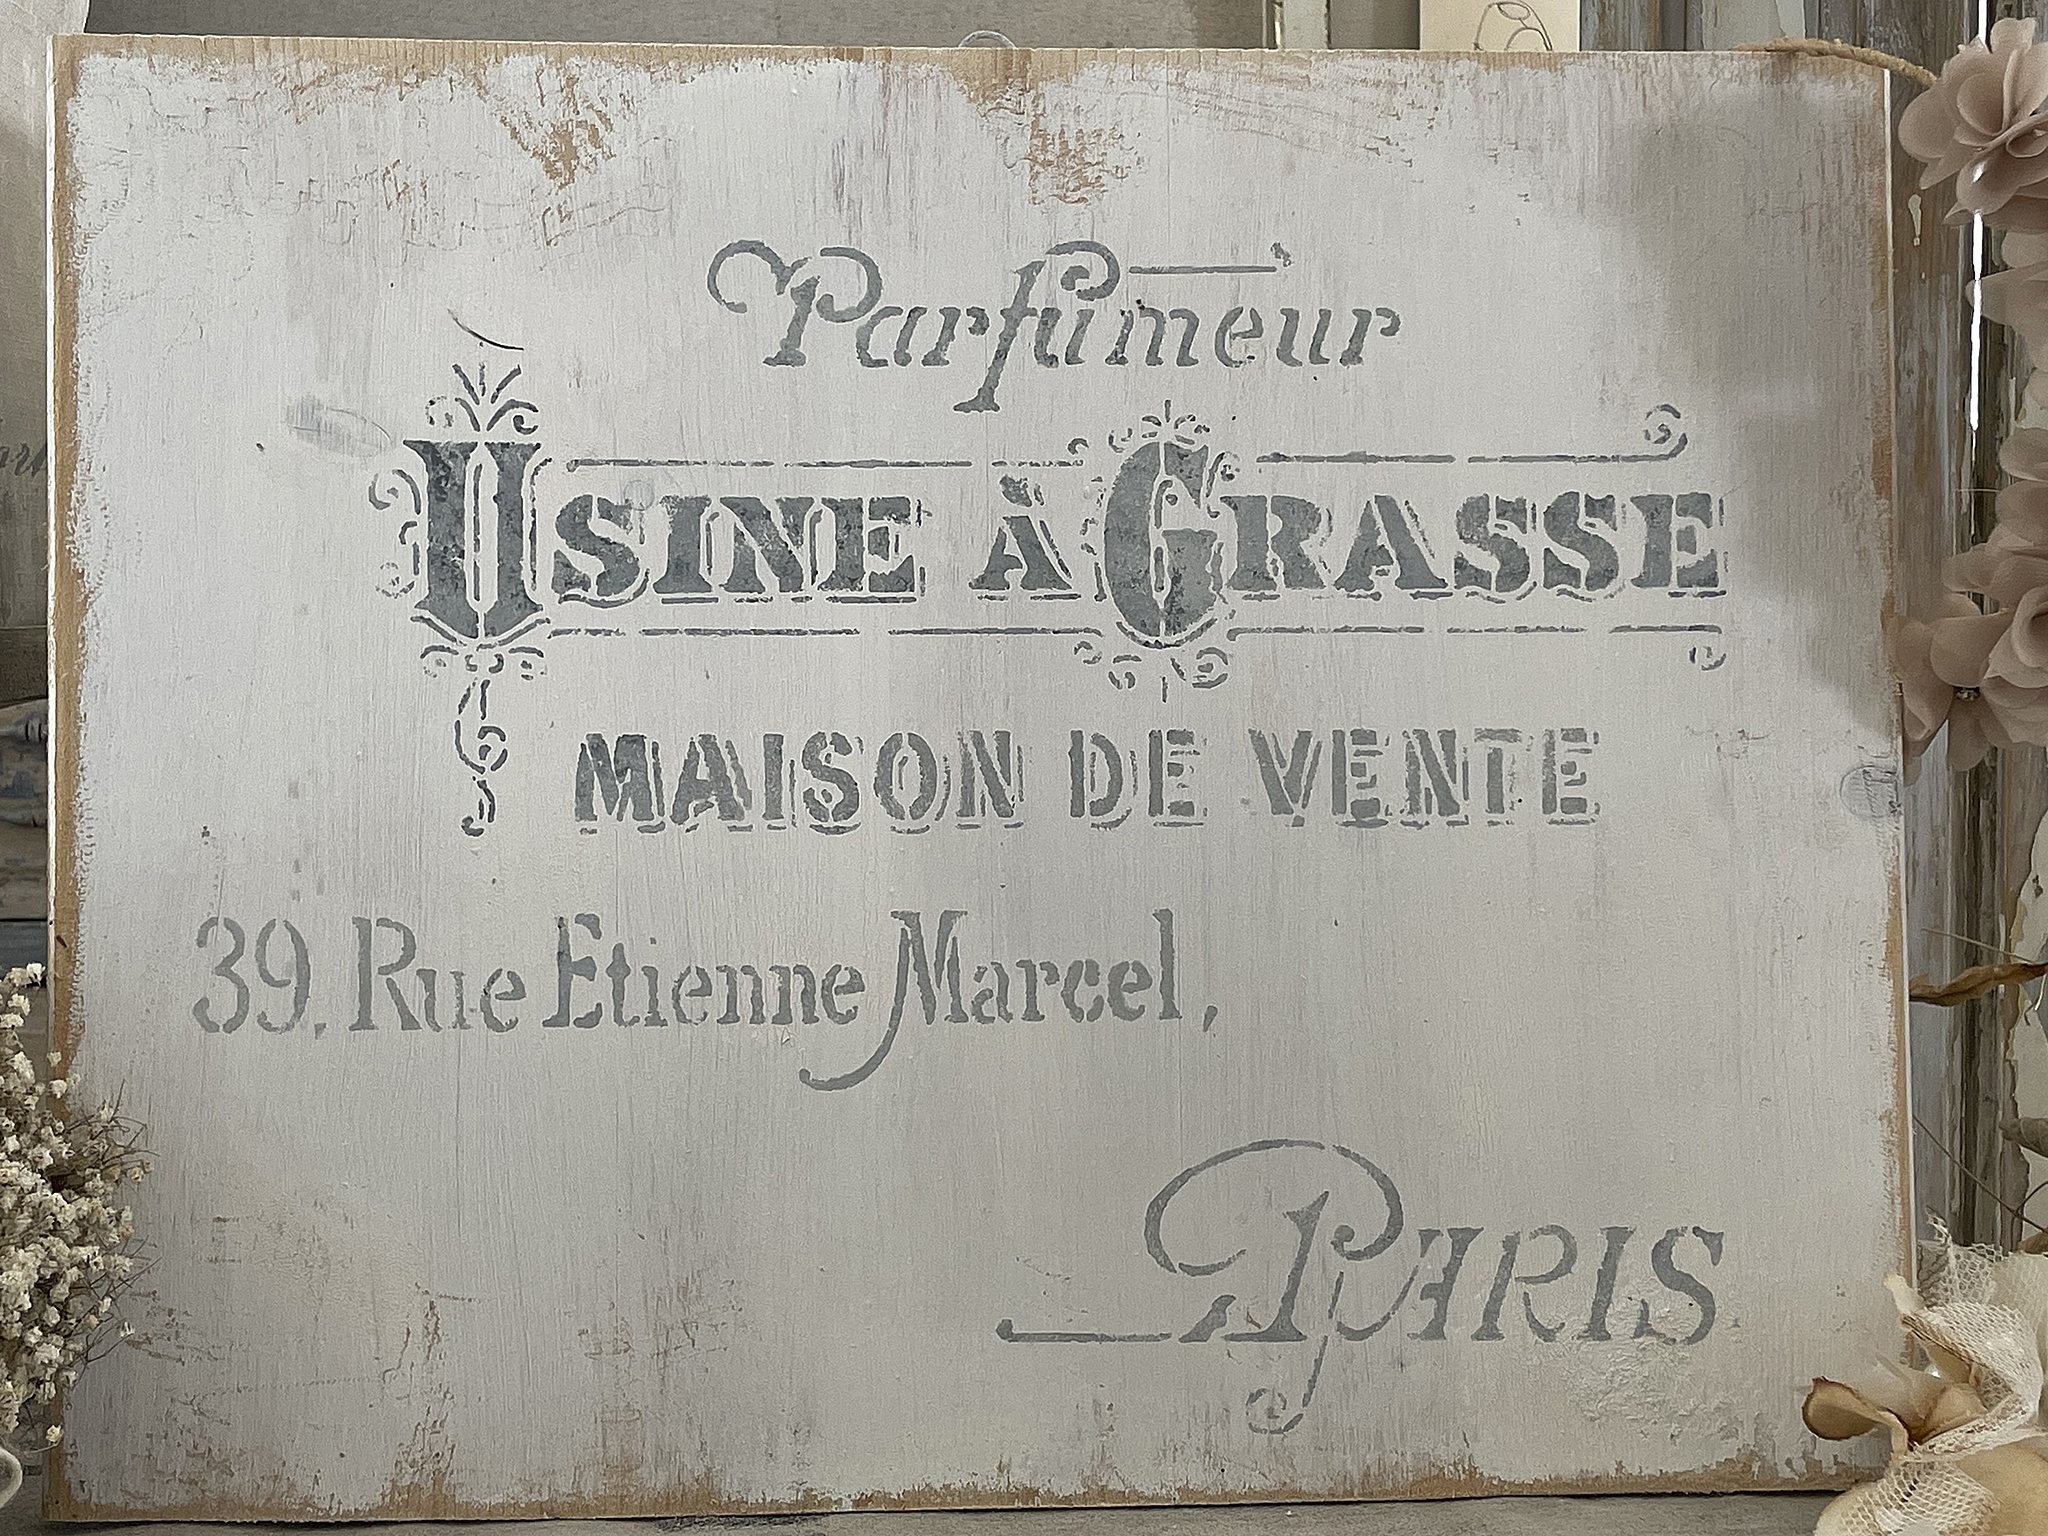 Parfumeur
USINE À GRASSE
MAISON DE VENTE
39, Rue Etienne Marcel,
PARIS